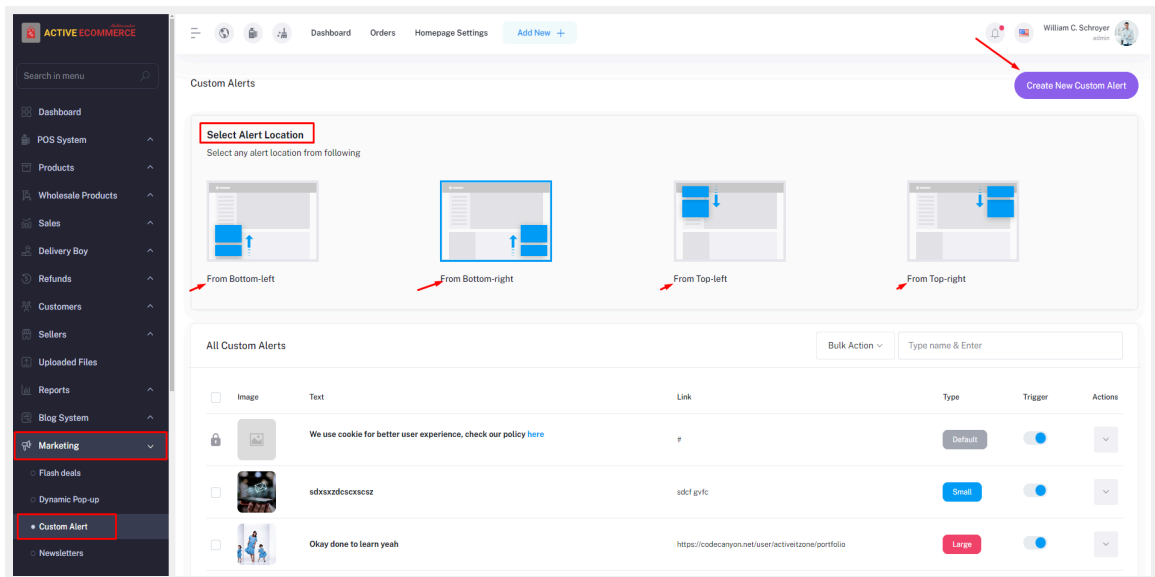 ACTIVE ECOMMERCE
Dashboard
Orders
Homepage Settings
Add New +
William C. Schroyer
admin
Search in menu
Dashboard
POS System
Products
Wholesale Products
Sales
Delivery Boy
Refunds
Customers
Sellers
Uploaded Files
Reports
Blog System
Marketing
Flash deals
Dynamic Pop-up
Custom Alert
Newsletters
Custom Alerts
Create New Custom Alert
Select Alert Location
Select any alert location from following
From Bottom-left
From Bottom-right
From Top-left
From Top-right
All Custom Alerts
Bulk Action
Type name & Enter
Image
Text
Link
Type
Trigger
Actions
We use cookie for better user experience, check our policy here
#
Default
sdxsxzdcscxscsz
sdcf gvfc
Small
Okay done to learn yeah
https://codecanyon.net/user/activeitzone/portfolio
Large